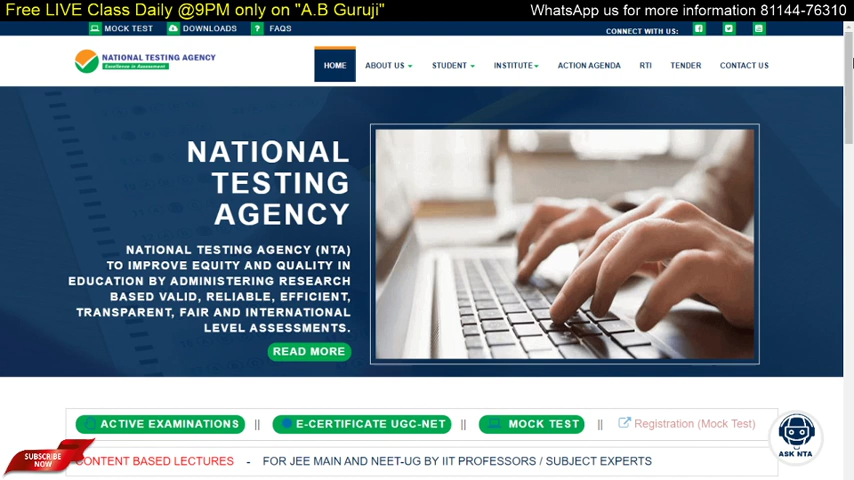 Free LIVE Class Daily @9PM only on "A.B Guruji"
WhatsApp us for more information 81144-76310
MOCK TEST DOWNLOADS ? FAQS
CONNECT WITH US:
NATIONAL TESTING AGENCY
Excellence in Assessment
HOME ABOUT US STUDENT INSTITUTE ACTION AGENDA RTI TENDER CONTACT US
NATIONAL
TESTING
AGENCY
NATIONAL TESTING AGENCY (NTA)
TO IMPROVE EQUITY AND QUALITY IN
EDUCATION BY ADMINISTERING RESEARCH
BASED VALID, RELIABLE, EFFICIENT,
TRANSPARENT, FAIR AND INTERNATIONAL
LEVEL ASSESSMENTS.
READ MORE
ACTIVE EXAMINATIONS || E-CERTIFICATE UGC-NET || MOCK TEST || Registration (Mock Test)
ASK NTA
SUBSCRIBE
NOW
CONTENT BASED LECTURES - FOR JEE MAIN AND NEET-UG BY IIT PROFESSORS / SUBJECT EXPERTS